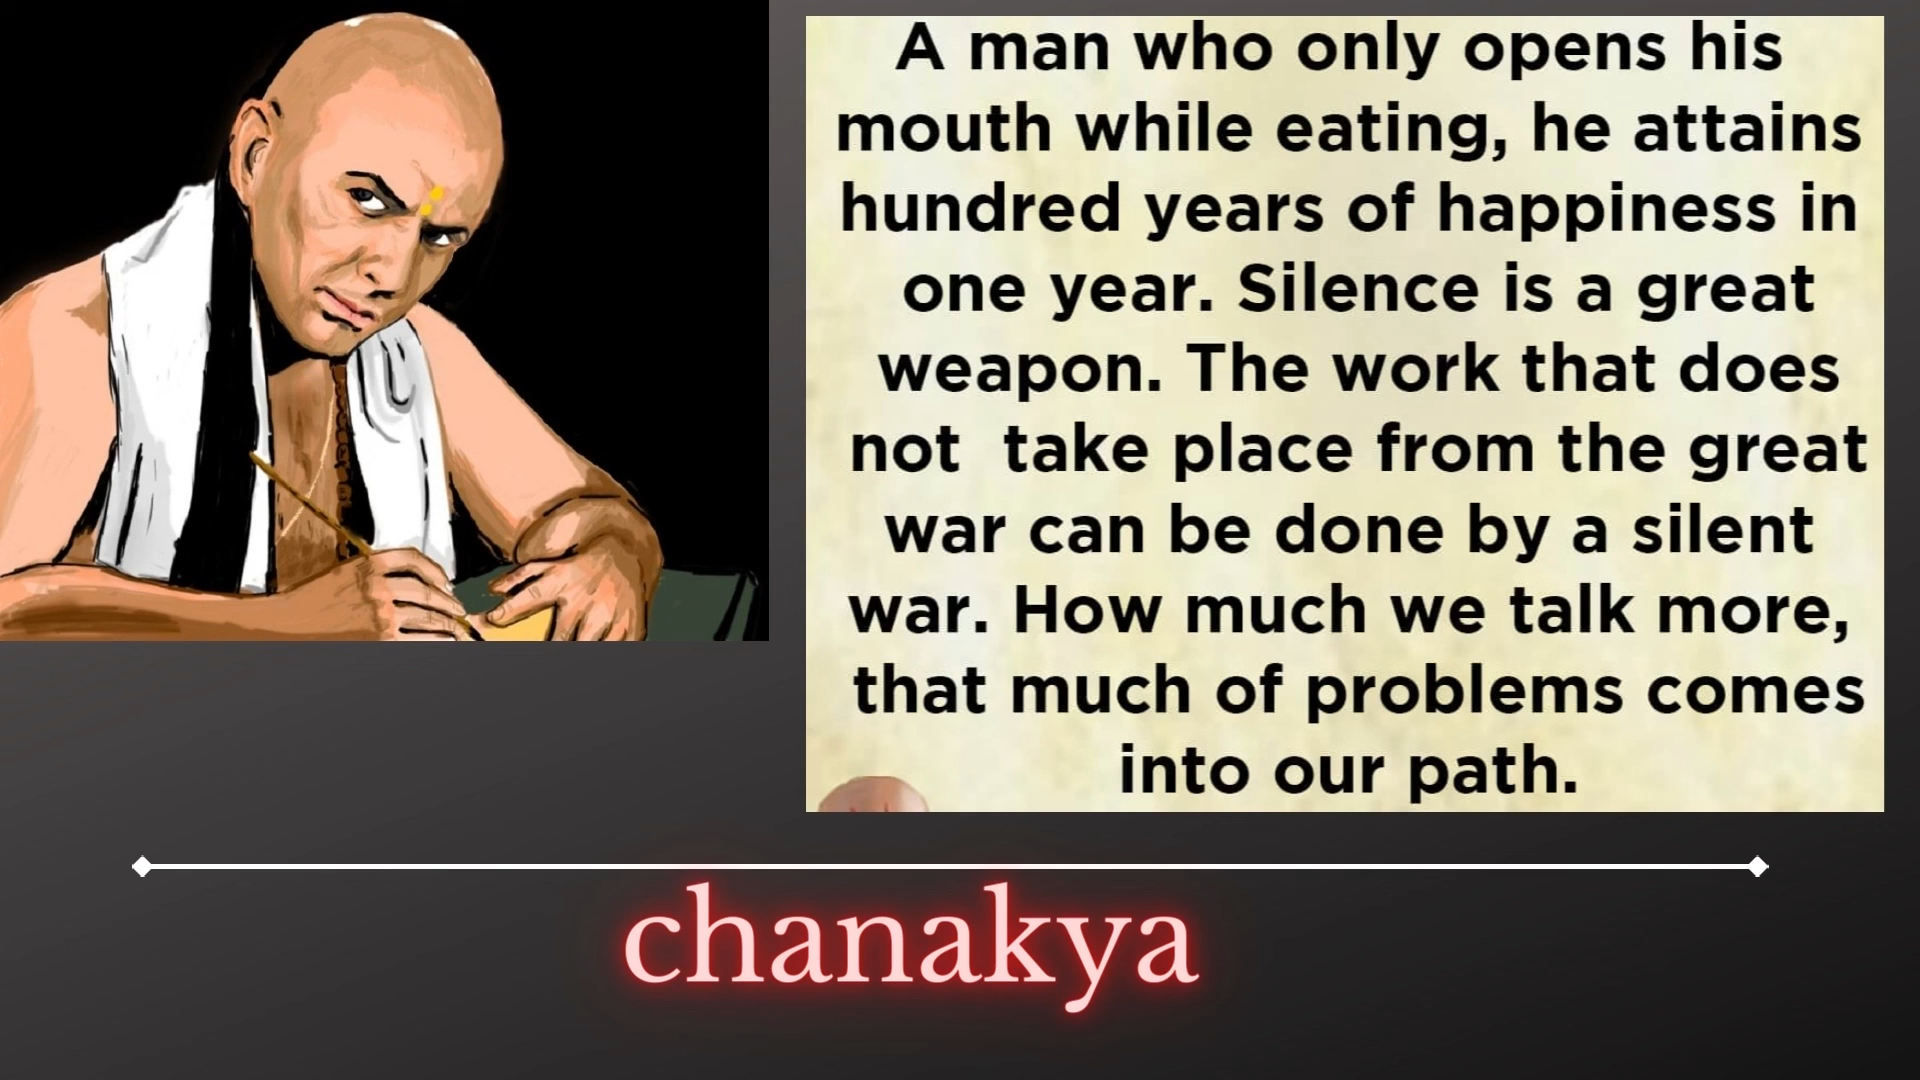 A man who only opens his
mouth while eating, he attains
hundred years of happiness in
one year. Silence is a great
weapon. The work that does
not  take place from the great
war can be done by a silent
war. How much we talk more,
that much of problems comes
into our path.
chanakya